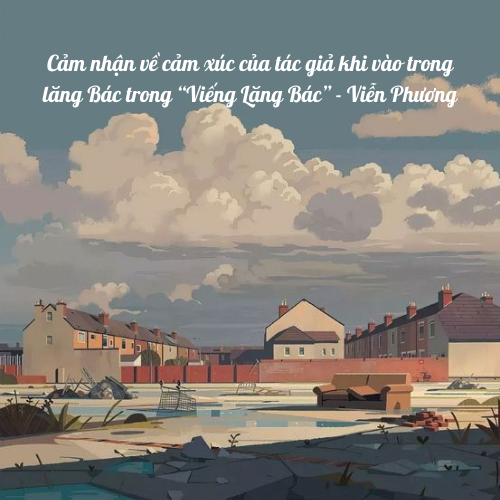 Cảm nhận về cảm xúc của tác giả khi vào trong
lăng Bác trong “Viếng Lăng Bác” - Viễn Phương